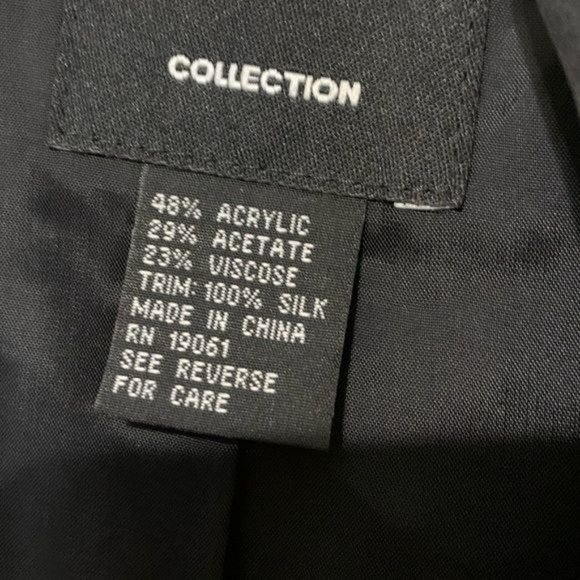 COLLECTION
48% ACRYLIC
29% ACETATE
23% VISCOSE
TRIM: 100% SILK
MADE IN CHINA
RN 19061
SEE REVERSE
FOR CARE